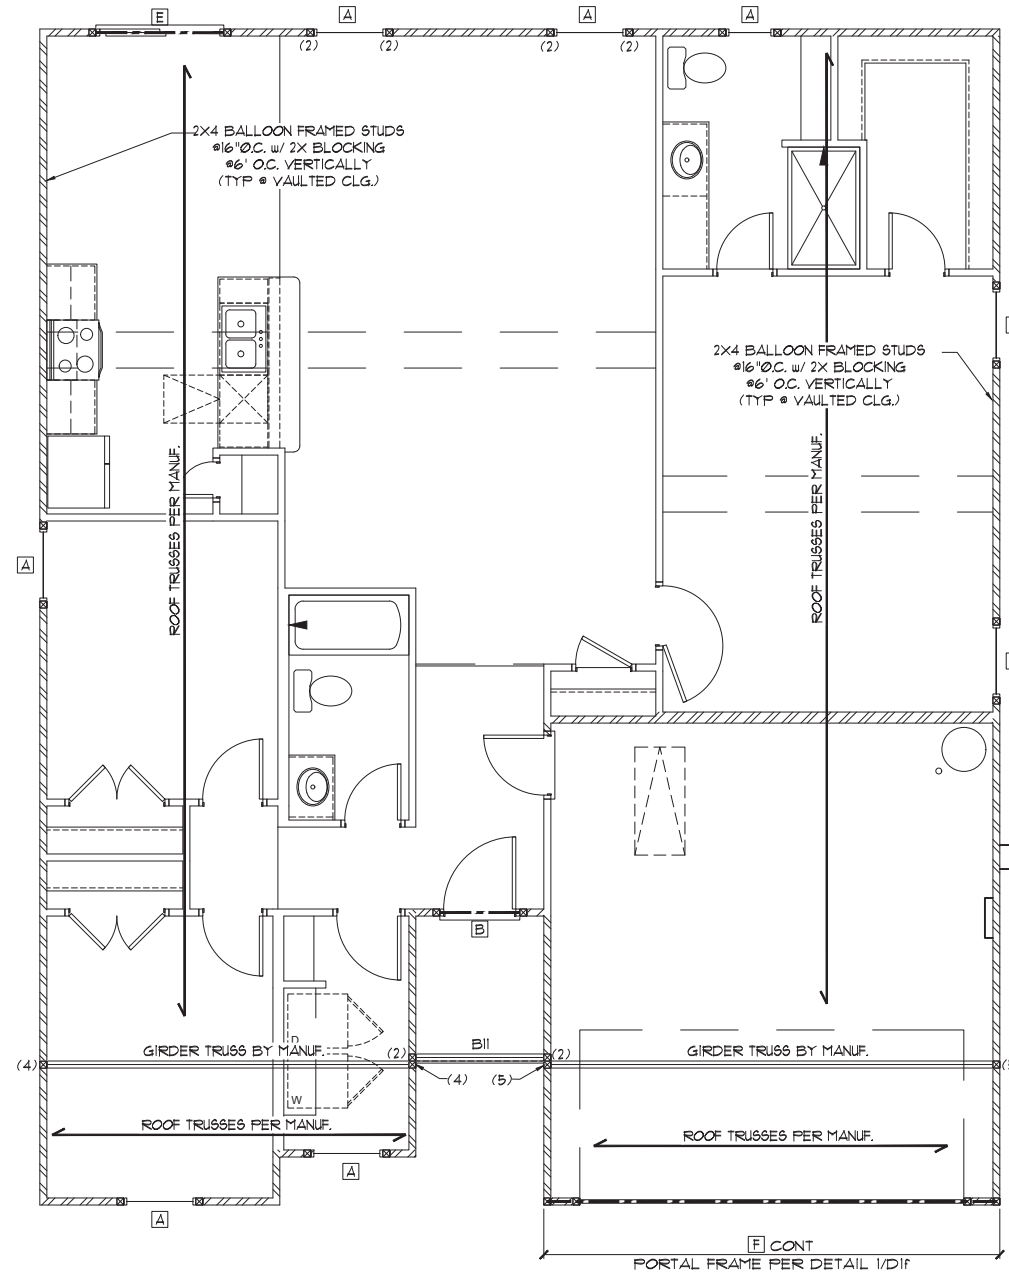 E
A
A
A
(2)
(2)
(2)
(2)
2X4 BALLOON FRAMED STUDS
@16"O.C. w/ 2X BLOCKING
@6' O.C. VERTICALLY
(TYP @ VAULTED CLG.)
2X4 BALLOON FRAMED STUDS
@16"O.C. w/ 2X BLOCKING
@6' O.C. VERTICALLY
(TYP @ VAULTED CLG.)
ROOF TRUSSES PER MANUF.
ROOF TRUSSES PER MANUF.
A
B
B11
D
GIRDER TRUSS BY MANUF.
(2)
(2)
GIRDER TRUSS BY MANUF.
(4)
(4)
(5)
W
ROOF TRUSSES PER MANUF.
ROOF TRUSSES PER MANUF.
A
A
F CONT
PORTAL FRAME PER DETAIL 1/D1f